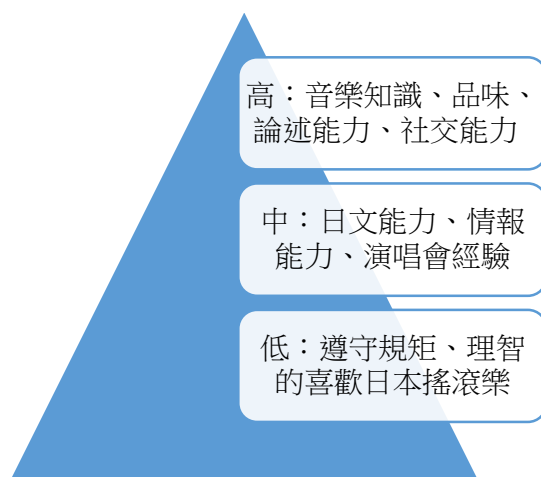 高：音樂知識、品味、
論述能力、社交能力
中：日文能力、情報
能力、演唱會經驗
低：遵守規矩、理智
的喜歡日本搖滾樂